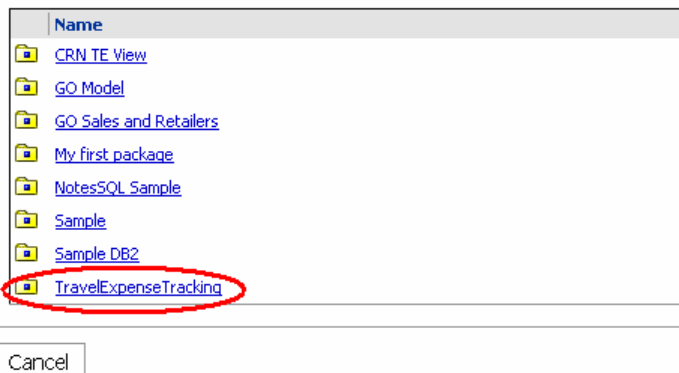 Name
CRN TE View
GO Model
GO Sales and Retailers
My first package
NotesSQL Sample
Sample
Sample DB2
TravelExpenseTracking
Cancel